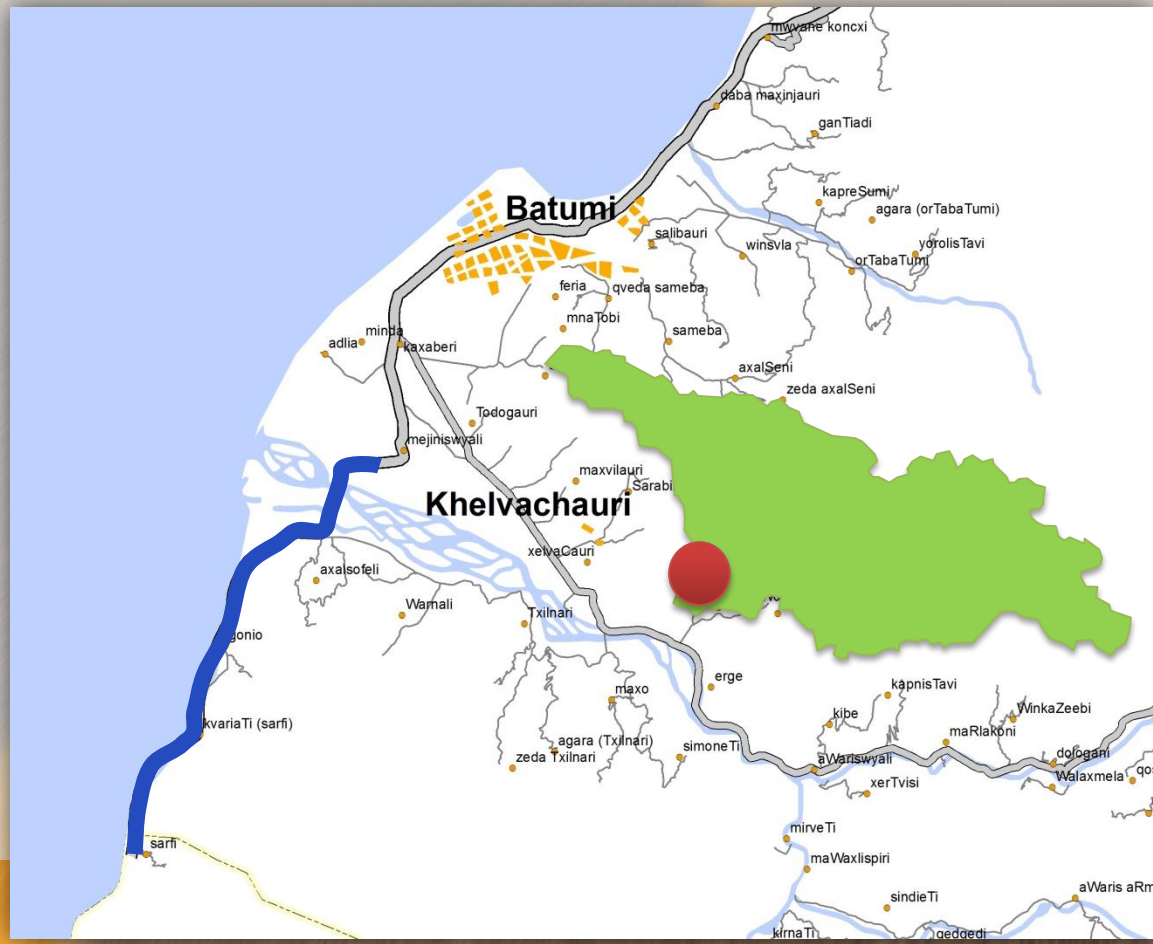 mwvane koncxi
daba maxinjauri
ganTiadi
kapreSumi
agara (orTabaTumi)
Batumi
salibauri
winsvla
yorolisTavi
orTabaTumi
feria
qveda sameba
mnaTobi
minda
adlia
kaxaberi
sameba
axalSeni
zeda axalSeni
Todogauri
mejiniswyali
maxvilauri
Sarabi
Khelvachauri
xelvaCauri
axalsofeli
Warnali
Txilnari
gonio
erge
maxo
kapnisTavi
kvariaTi (sarfi)
kibe
WinkaZeebi
maRlakoni
agara (Txilnari)
simoneTi
zeda Txilnari
dologani
aWariswyali
Walaxmela
xerTvisi
mirveTi
sarfi
maWaxlispiri
sindieTi
kirnaTi
gedgedi